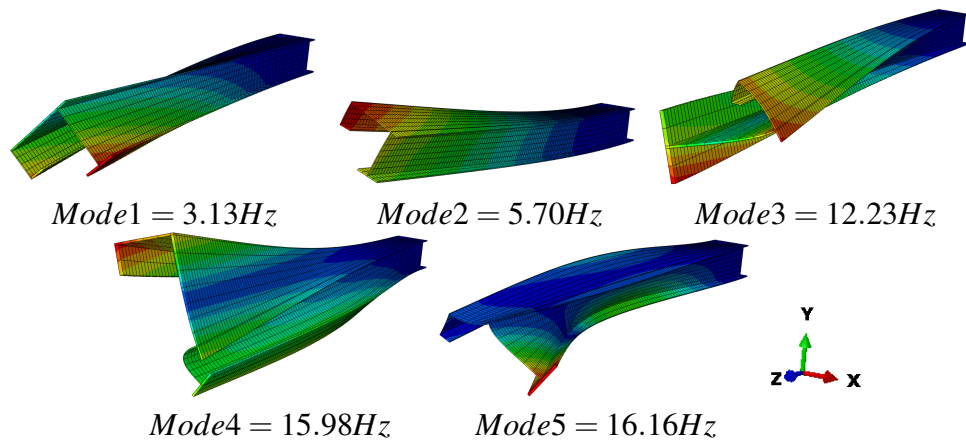 Mode1 = 3.13Hz
Mode2 = 5.70Hz
Mode3 = 12.23Hz
Mode4 = 15.98Hz
Mode5 = 16.16Hz
Y
Z
X